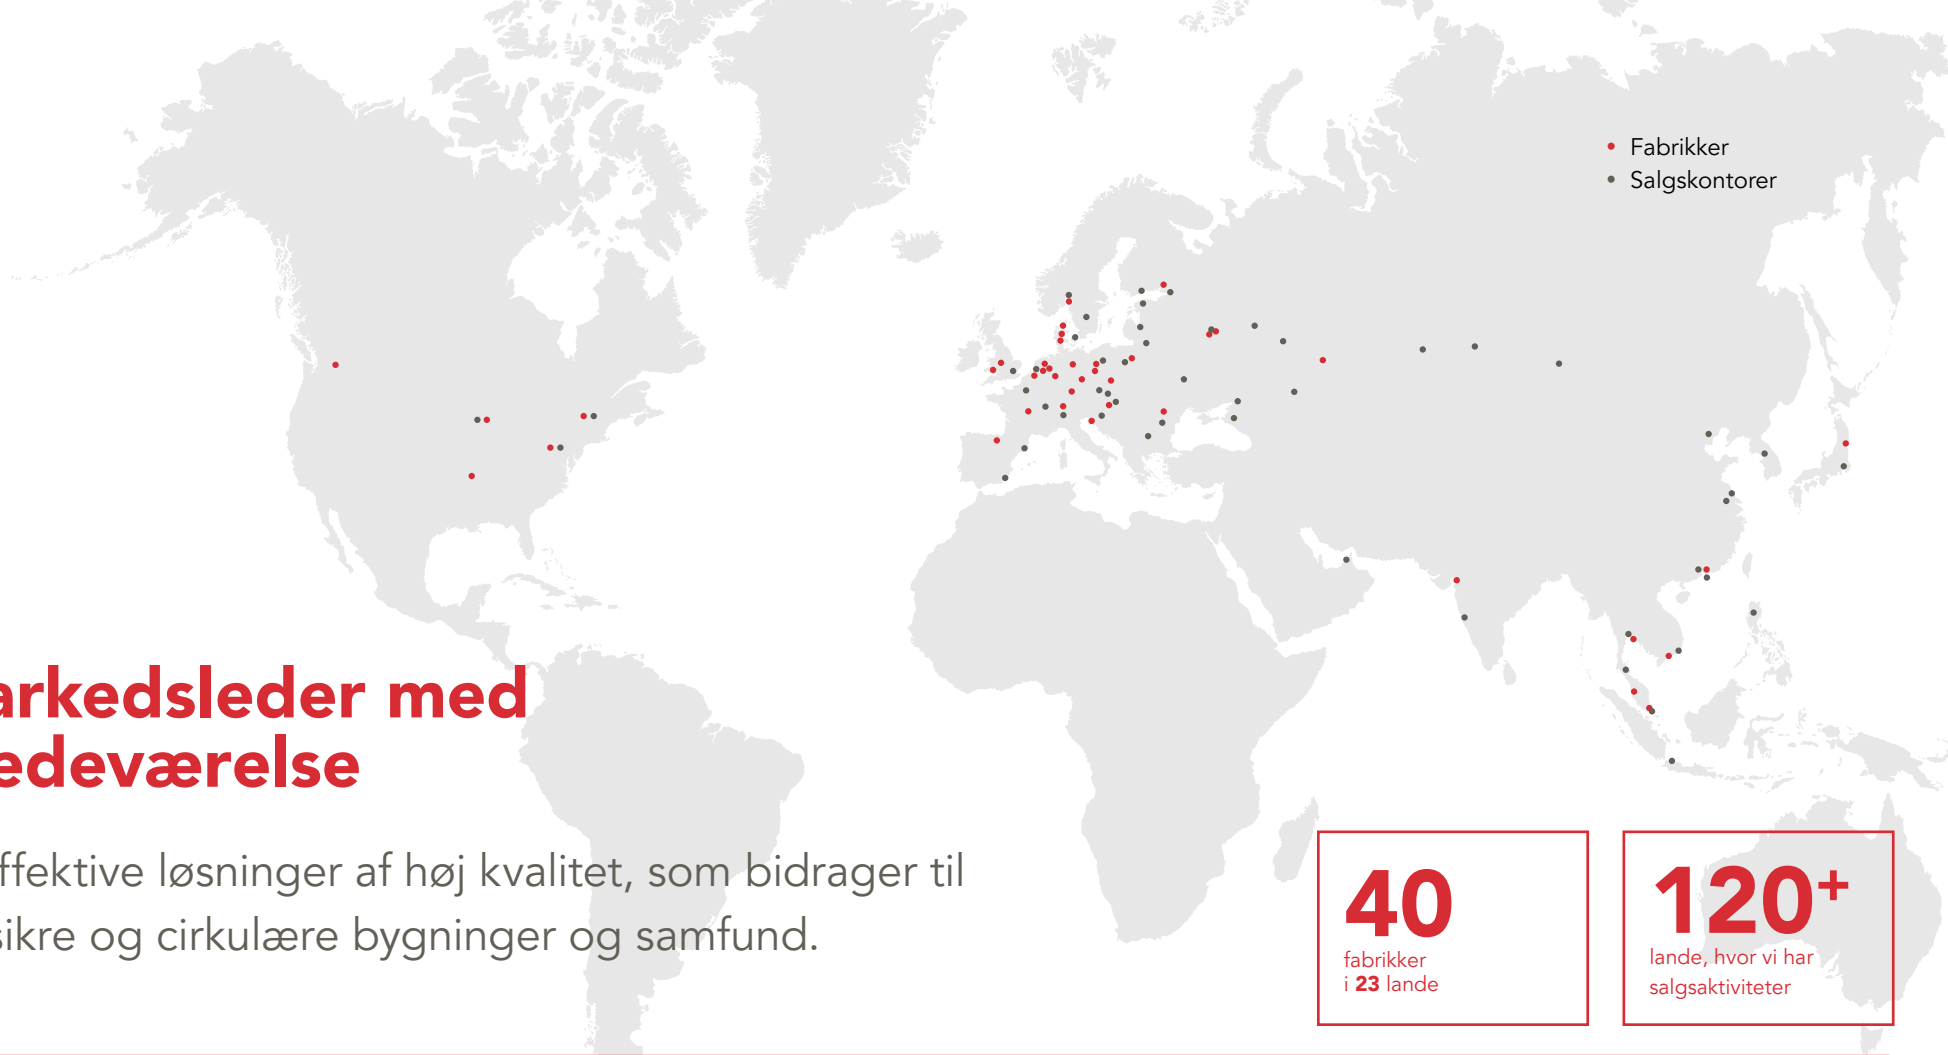 Fabrikker
Salgskontorer
arkedsleder med
edeværelse
ffektive løsninger af høj kvalitet, som bidrager til
sikre og cirkulære bygninger og samfund.
40
fabrikker
i 23 lande
120+
lande, hvor vi har
salgsaktiviteter